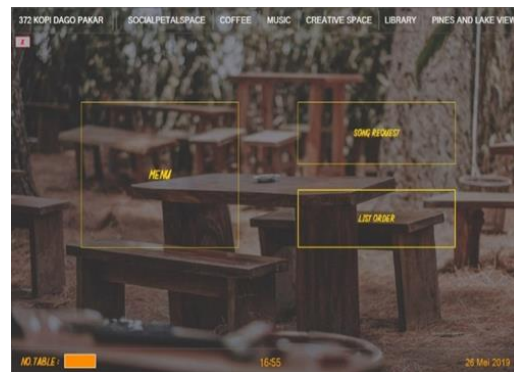 372 KOPI DAGO PAKAR SOCIALPETALSPACE COFFEE MUSIC CREATIVE SPACE LIBRARY PINES AND LAKE VIEW
MENU
SONG REQUEST
LIST ORDER
NO. TABLE :
16:55
26 Mei 2019